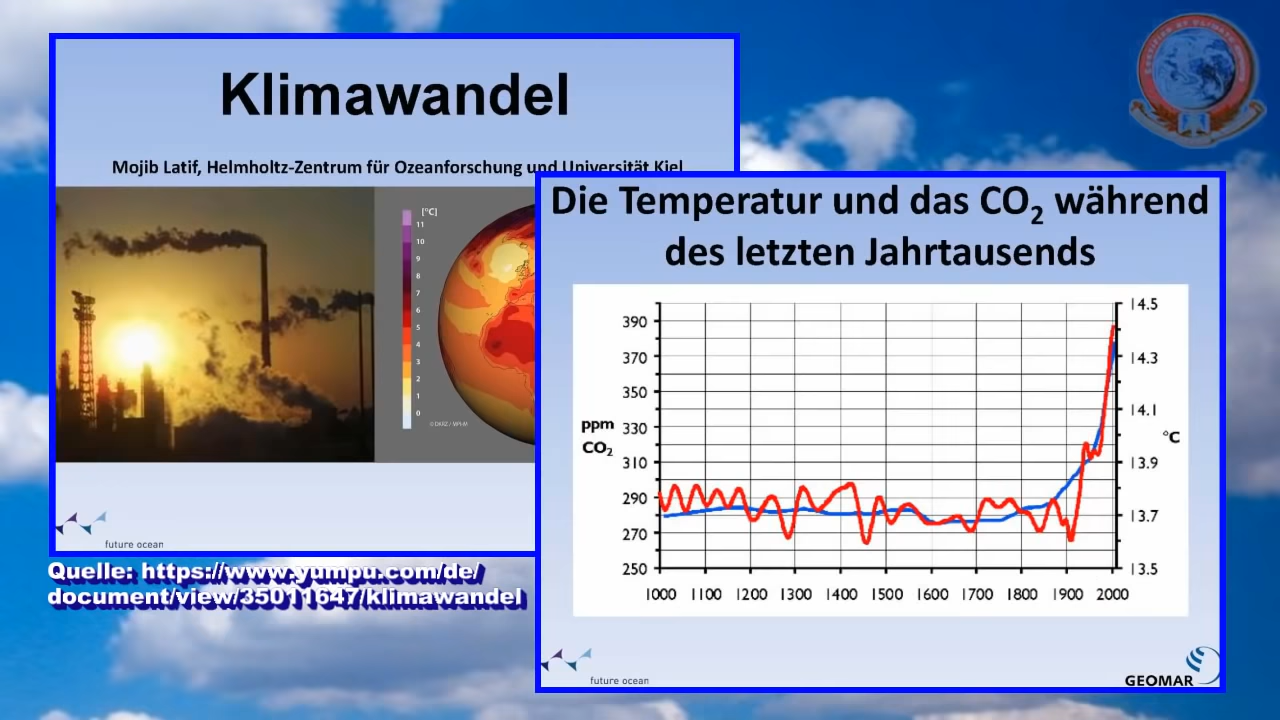 Klimawandel
Mojib Latif, Helmholtz-Zentrum für Ozeanforschung und Universität Kiel
[°C]
11
10
9
8
7
6
5
4
3
2
1
0
future ocean
Quelle: https://www.yumpu.com/de/
document/view/35011647/klimawandel
Die Temperatur und das CO2 während
des letzten Jahrtausends
390
370
350
330
310
290
270
250
ppm
CO2
14.5
14.3
14.1
13.9
13.7
13.5
°C
1000 1100 1200 1300 1400 1500 1600 1700 1800 1900 2000
future ocean
GEOMAR